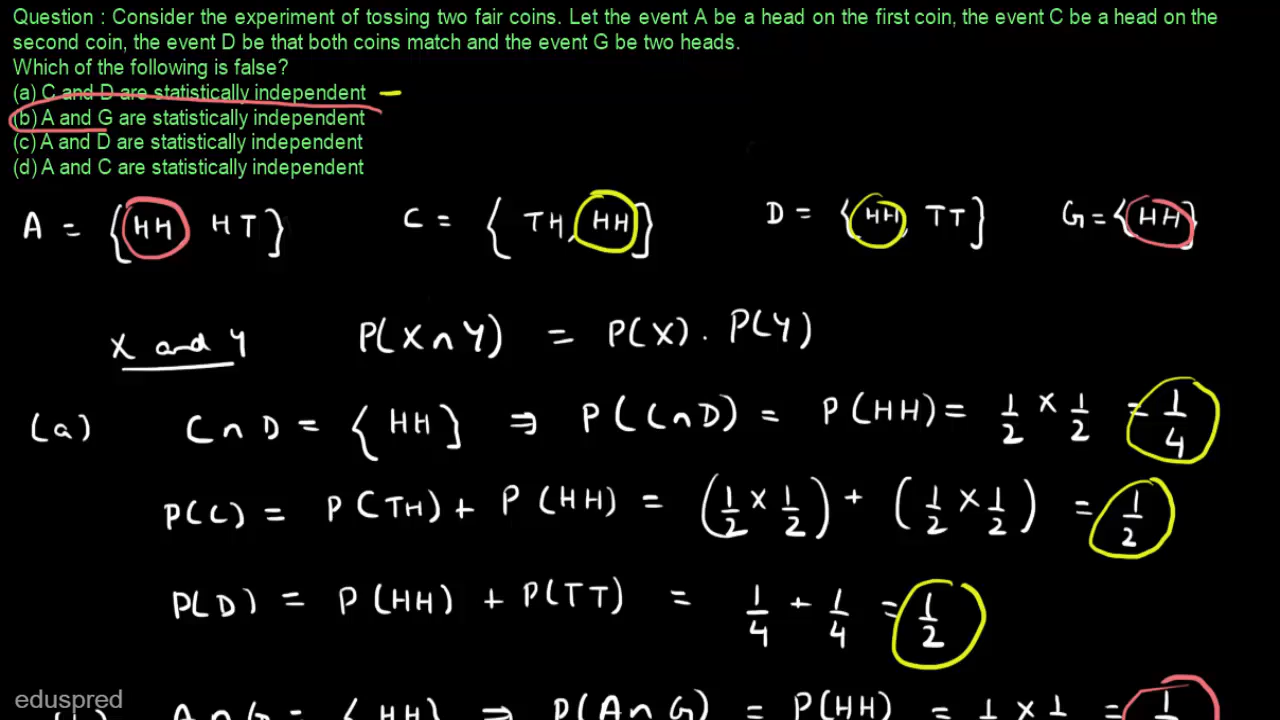 Question : Consider the experiment of tossing two fair coins. Let the event A be a head on the first coin, the event C be a head on the
second coin, the event D be that both coins match and the event G be two heads.
Which of the following is false?
(a) C and D are statistically independent
(b) A and G are statistically independent
(c) A and D are statistically independent
(d) A and C are statistically independent
A = {HH HT} C = {TH, HH} D = {HH, TT} G = {HH}
X and Y P(X∩Y) = P(X) . P(Y)
(a) C∩D = {HH} ⇒ P(C∩D) = P(HH) = 1/2 × 1/2 = 1/4
P(C) = P(TH) + P(HH) = (1/2 × 1/2) + (1/2 × 1/2) = 1/2
P(D) = P(HH) + P(TT) = 1/4 + 1/4 = 1/2
A∩G = {HH} ⇒ P(A∩G) = P(HH) = 1 × 1 = 1
eduspred